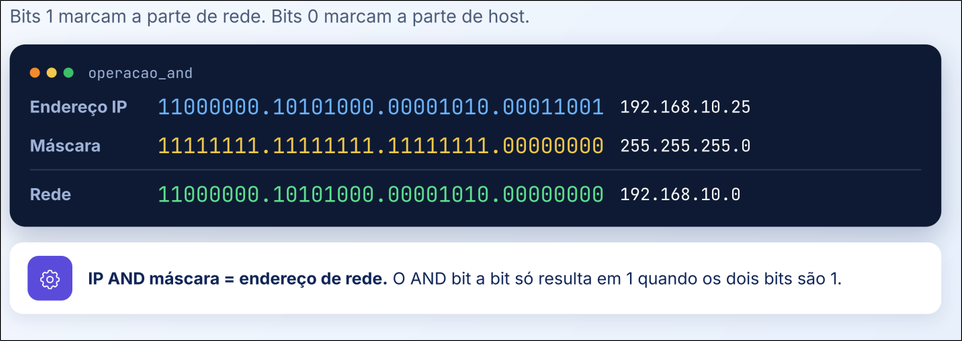 Bits 1 marcam a parte de rede. Bits 0 marcam a parte de host.
operacao_and
Endereço IP 11000000.10101000.00001010.00011001 192.168.10.25
Máscara 11111111.11111111.11111111.00000000 255.255.255.0
Rede 11000000.10101000.00001010.00000000 192.168.10.0
IP AND máscara = endereço de rede. O AND bit a bit só resulta em 1 quando os dois bits são 1.